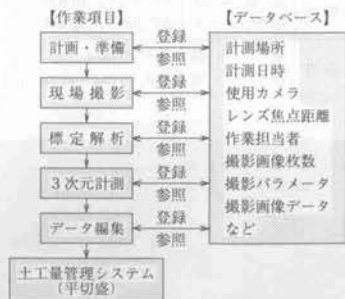 【作業項目】
【データベース】
計画・準備
登録
参照
現場撮影
登録
参照
標定解析
登録
参照
3次元計測
登録
参照
データ編集
登録
参照
土工量管理システム
(平切盛)
計測場所
計測日時
使用カメラ
レンズ焦点距離
作業担当者
撮影画像枚数
撮影パラメータ
撮影画像データ
など